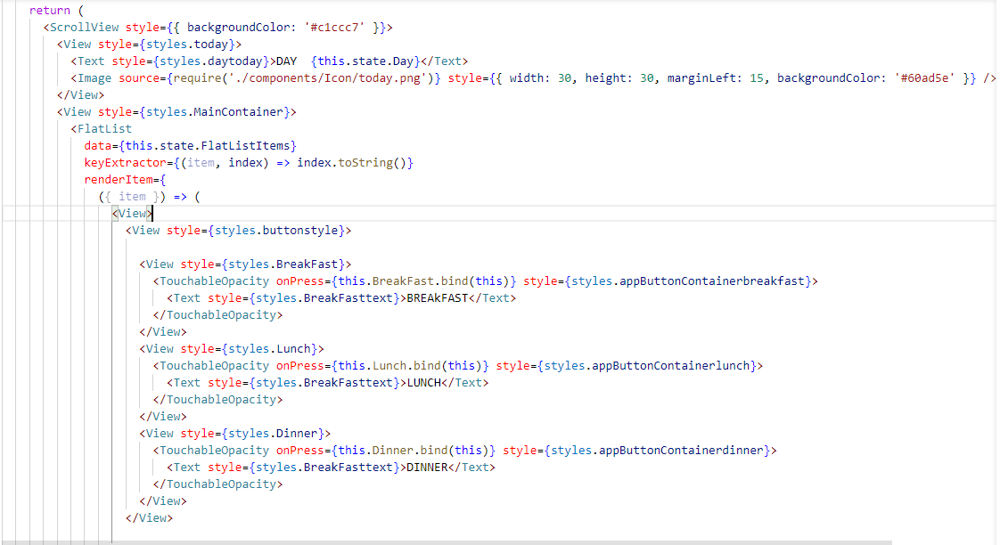 return (
<ScrollView style={{ backgroundColor: '#c1ccc7' }}>
<View style={styles.today}>
<Text style={styles.daytoday}>DAY  {this.state.Day}</Text>
<Image source={require('./components/Icon/today.png')} style={{ width: 30, height: 30, marginLeft: 15, backgroundColor: '#60ad5e' }} />
</View>
<View style={styles.MainContainer}>
<FlatList
data={this.state.FlatListItems}
keyExtractor={(item, index) => index.toString()}
renderItem={
({ item }) => (
<View>
<View style={styles.buttonstyle}>
<View style={styles.BreakFast}>
<TouchableOpacity onPress={this.BreakFast.bind(this)} style={styles.appButtonContainerbreakfast}>
<Text style={styles.BreakFasttext}>BREAkFAST</Text>
</TouchableOpacity>
</View>
<View style={styles.Lunch}>
<TouchableOpacity onPress={this.Lunch.bind(this)} style={styles.appButtonContainerlunch}>
<Text style={styles.BreakFasttext}>LUNCH</Text>
</TouchableOpacity>
</View>
<View style={styles.Dinner}>
<TouchableOpacity onPress={this.Dinner.bind(this)} style={styles.appButtonContainerdinner}>
<Text style={styles.BreakFasttext}>DINNER</Text>
</TouchableOpacity>
</View>
</View>